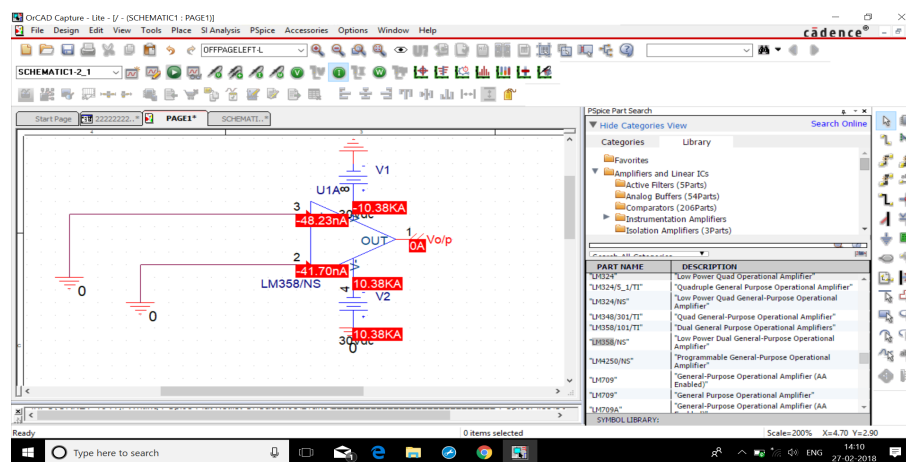 OrCAD Capture - Lite - [/ - (SCHEMATIC1 : PAGE1)]
File Design Edit View Tools Place SI Analysis PSpice Accessories Options Window Help
cādence®
OFFPAGELEFT-L
SCHEMATIC1-2_1
Start Page
22222222..*
PAGE1*
SCHEMATI..*
V1
U1A
8
3
-10.38KA
-48.23nA
OUT
1
Vo/p
0A
2
-41.70nA
LM358/NS
4
10.38KA
V2
10.38KA
0
0
0
PSpice Part Search
Hide Categories View
Search Online
Categories
Library
Favorites
Amplifiers and Linear ICs
Active Filters (5Parts)
Analog Buffers (54Parts)
Comparators (206Parts)
Instrumentation Amplifiers
Isolation Amplifiers (3Parts)
PART NAME DESCRIPTION
"LM324" "Low Power Quad Operational Amplifier"
"LM324/5_1/TI" "Quadruple General Purpose Operational Amplifier"
"LM324/NS" "Low Power Quad General-Purpose Operational
Amplifier"
"LM348/301/TI" "Quad General-Purpose Operational Amplifier"
"LM358/101/TI" "Dual General Purpose Operational Amplifiers"
"LM358/NS" "Low Power Dual General-Purpose Operational
Amplifier"
"LM4250/NS" "Programmable General-Purpose Operational
Amplifier"
"LM709" "General-Purpose Operational Amplifier (AA
Enabled)"
"LM709" "General Purpose Operational Amplifier"
"LM709A" "General-Purpose Operational Amplifier (AA
SYMBOL LIBRARY:
Ready
0 items selected
Scale=200% X=4.70 Y=2.90
Type here to search
ENG
14:10
27-02-2018